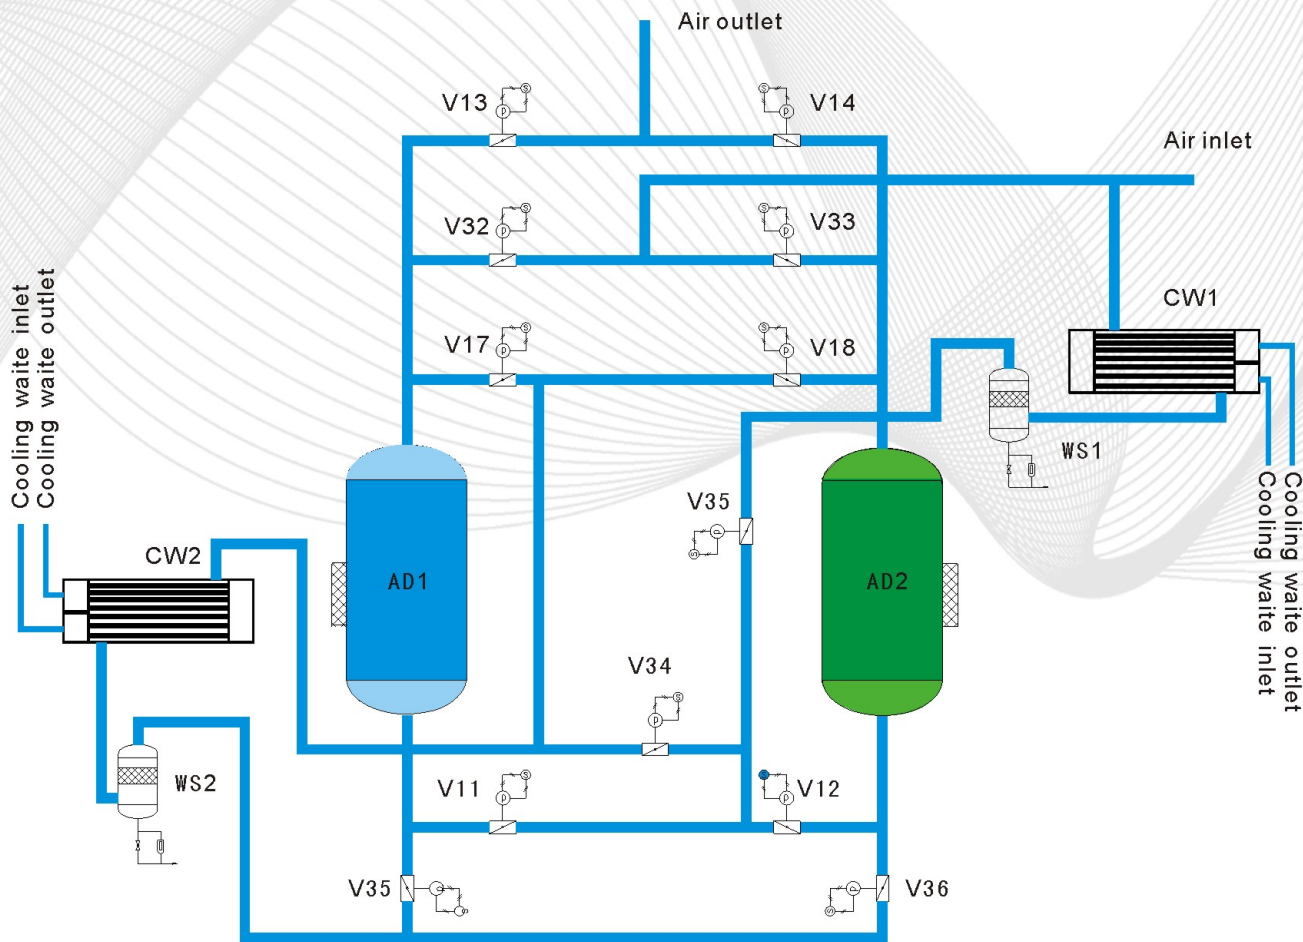 Air outlet
V13
V14
Air inlet
V32
V33
V17
V18
CW1
Cooling waite inlet
Cooling waite outlet
WS1
V35
CW2
AD1
AD2
Cooling waite outlet
Cooling waite inlet
V34
WS2
V11
V12
V35
V36
S
P
S
P
S
P
S
P
S
P
S
P
S
P
S
P
S
P
S
P
S
P
S
P